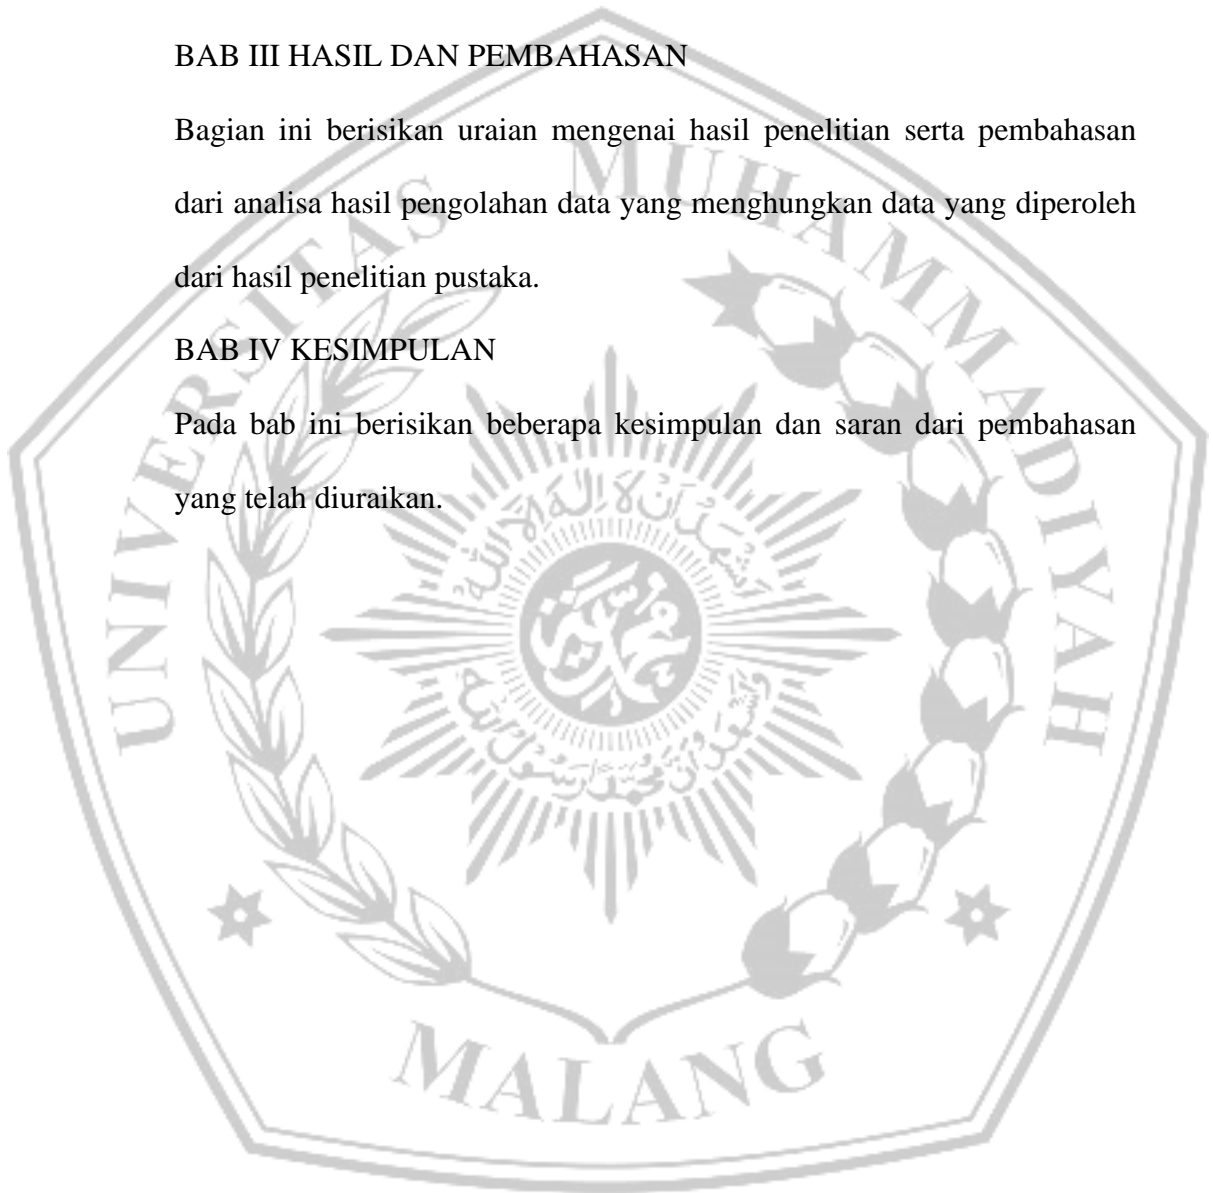 BAB III HASIL DAN PEMBAHASAN
Bagian ini berisikan uraian mengenai hasil penelitian serta pembahasan
dari analisa hasil pengolahan data yang menghungkan data yang diperoleh
dari hasil penelitian pustaka.
BAB IV KESIMPULAN
Pada bab ini berisikan beberapa kesimpulan dan saran dari pembahasan
yang telah diuraikan.
UNIVERSITAS MUHAMMADIYAH
MALANG